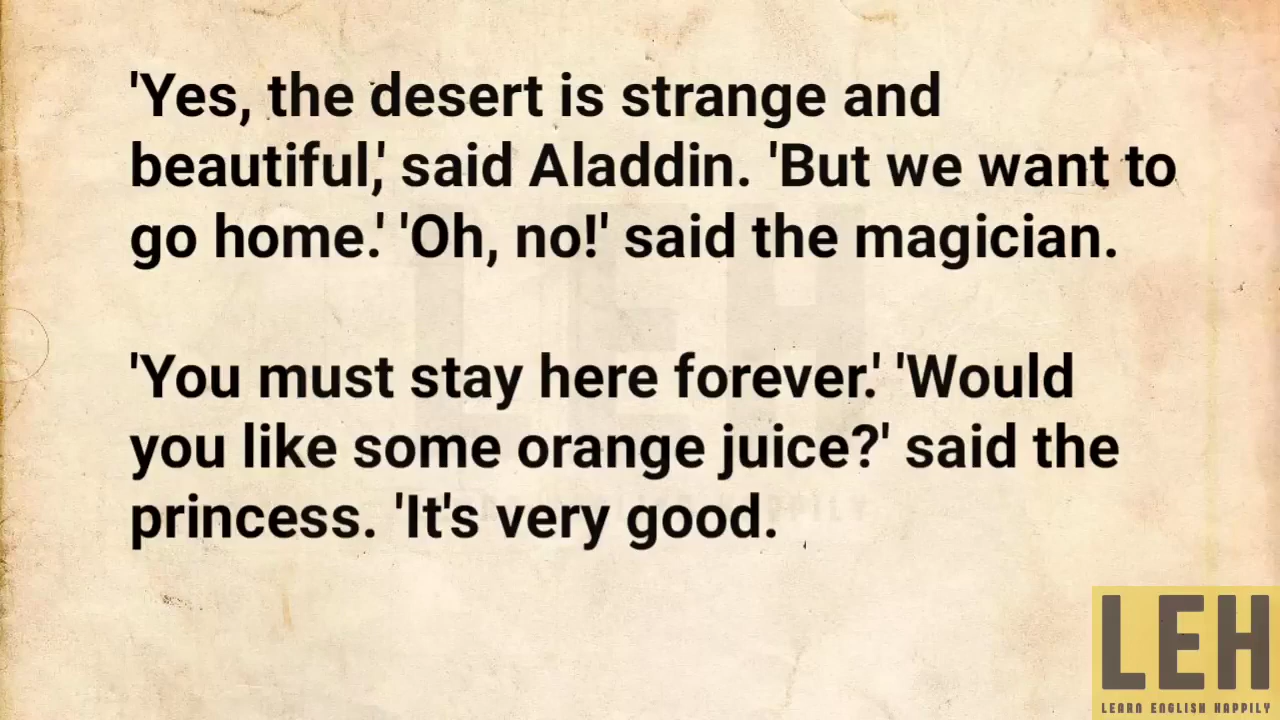 'Yes, the desert is strange and
beautiful,' said Aladdin. 'But we want to
go home.' 'Oh, no!' said the magician.
'You must stay here forever.' 'Would
you like some orange juice?' said the
princess. 'It's very good.
LEH
LEARN ENGLISH HAPPILY